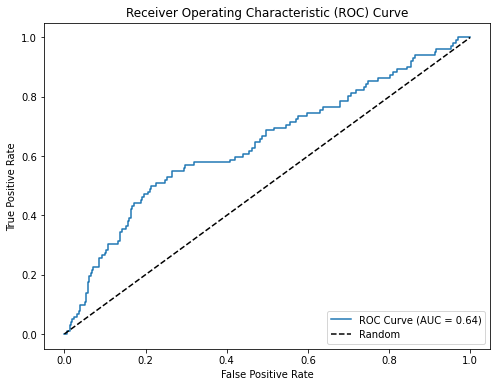 Receiver Operating Characteristic (ROC) Curve
True Positive Rate
1.0
0.8
0.6
0.4
0.2
0.0
0.0 0.2 0.4 0.6 0.8 1.0
False Positive Rate
ROC Curve (AUC = 0.64)
Random